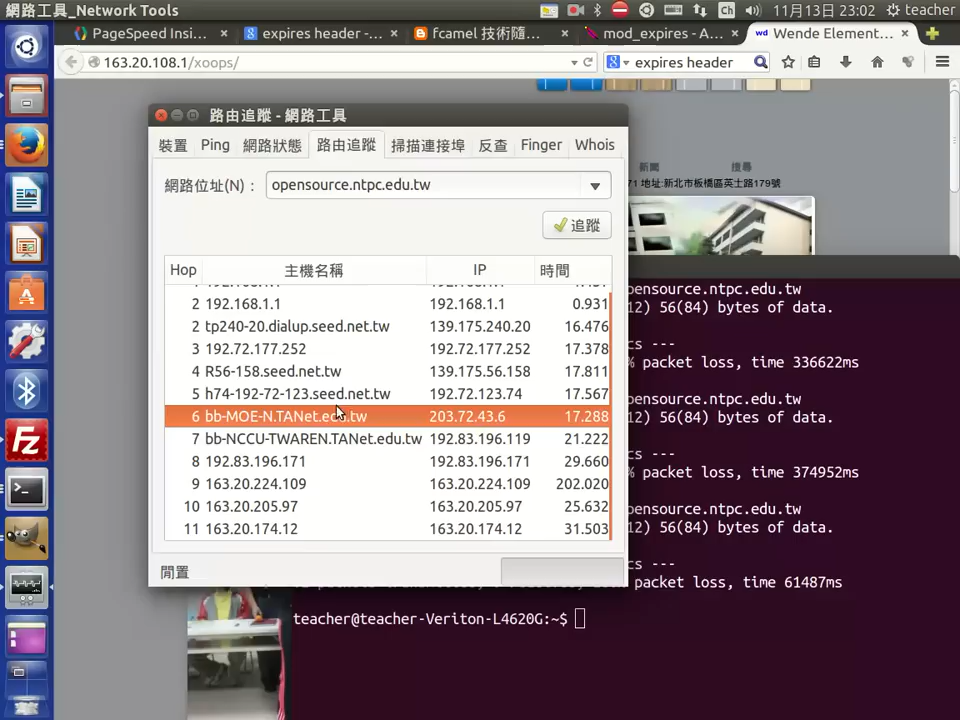 網路工具_Network Tools
Ch
11月13日 23:02
teacher
PageSpeed Insi...
expires header -...
fcamel 技術隨...
mod_expires - A...
Wende Element...
163.20.108.1/xoops/
expires header
路由追蹤 - 網路工具
裝置
Ping
網路狀態
路由追蹤
掃描連接埠
反查
Finger
Whois
網路位址(N)：
opensource.ntpc.edu.tw
追蹤
Hop 主機名稱 IP 時間
2 192.168.1.1 192.168.1.1 0.931
2 tp240-20.dialup.seed.net.tw 139.175.240.20 16.476
3 192.72.177.252 192.72.177.252 17.378
4 R56-158.seed.net.tw 139.175.56.158 17.811
5 h74-192-72-123.seed.net.tw 192.72.123.74 17.567
6 bb-MOE-N.TANet.edu.tw 203.72.43.6 17.288
7 bb-NCCU-TWAREN.TANet.edu.tw 192.83.196.119 21.222
8 192.83.196.171 192.83.196.171 29.660
9 163.20.224.109 163.20.224.109 202.020
10 163.20.205.97 163.20.205.97 25.632
11 163.20.174.12 163.20.174.12 31.503
閒置
新聞
搜尋
71 地址:新北市板橋區英士路179號
pensource.ntpc.edu.tw
12) 56(84) bytes of data.
cs ---
% packet loss, time 336622ms
pensource.ntpc.edu.tw
12) 56(84) bytes of data.
cs ---
% packet loss, time 374952ms
pensource.ntpc.edu.tw
12) 56(84) bytes of data.
cs ---
packet loss, time 61487ms
teacher@teacher-Veriton-L4620G:~$